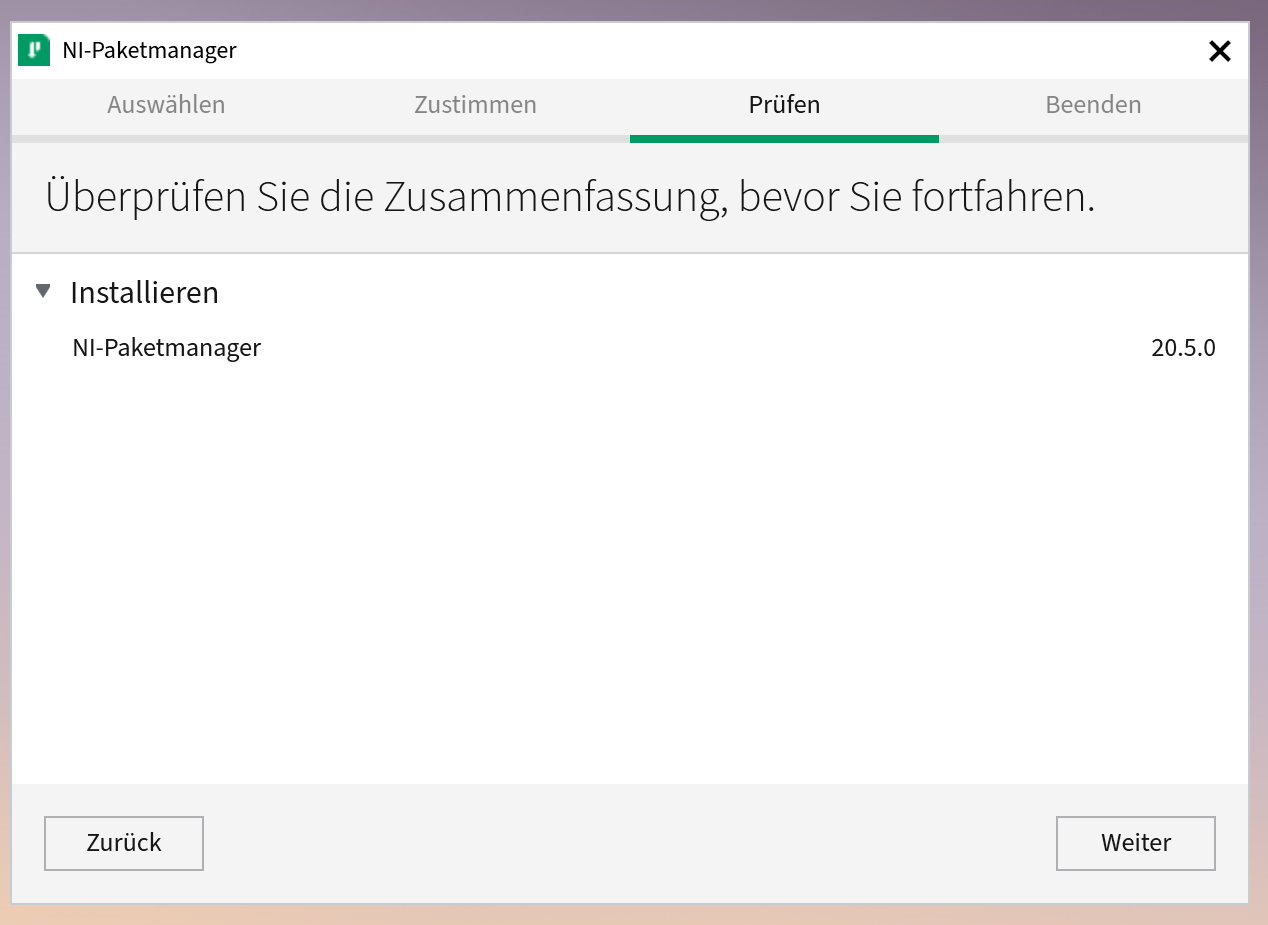 NI-Paketmanager
Auswählen Zustimmen Prüfen Beenden
Überprüfen Sie die Zusammenfassung, bevor Sie fortfahren.
Installieren
NI-Paketmanager 20.5.0
Zurück Weiter